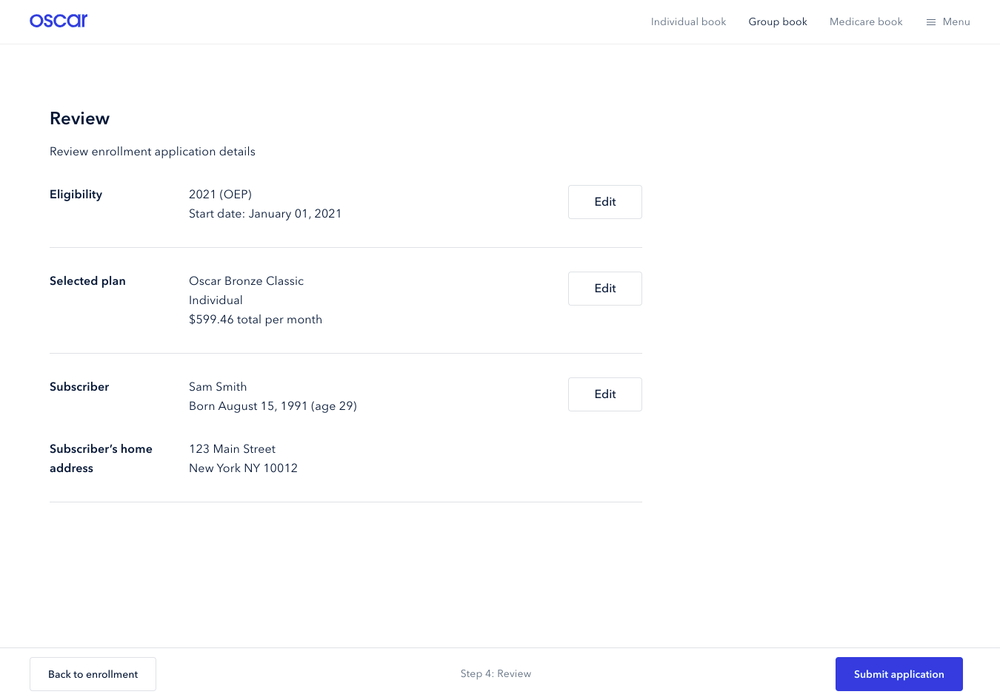 oscar
Individual book
Group book
Medicare book
Menu
Review
Review enrollment application details
Eligibility
2021 (OEP)
Start date: January 01, 2021
Edit
Selected plan
Oscar Bronze Classic
Individual
$599.46 total per month
Edit
Subscriber
Sam Smith
Born August 15, 1991 (age 29)
Edit
Subscriber’s home
address
123 Main Street
New York NY 10012
Back to enrollment
Step 4: Review
Submit application